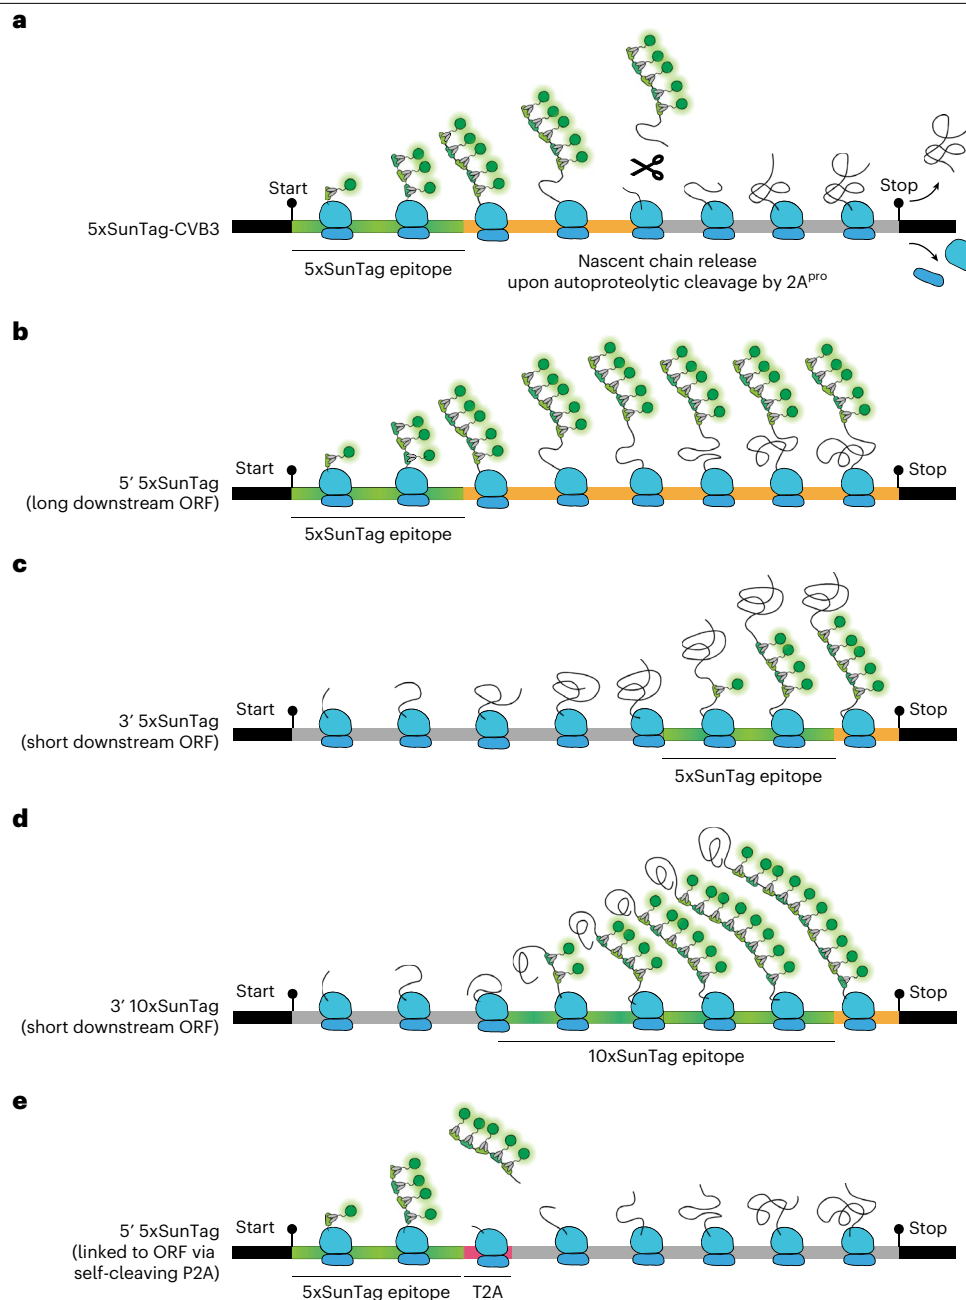 a
Start
Stop
5xSunTag-CVB3
5xSunTag epitope
Nascent chain release
upon autoproteolytic cleavage by 2Apro
b
Start
Stop
5′ 5xSunTag
(long downstream ORF)
5xSunTag epitope
c
Start
Stop
3′ 5xSunTag
(short downstream ORF)
5xSunTag epitope
d
Start
Stop
3′ 10xSunTag
(short downstream ORF)
10xSunTag epitope
e
Start
Stop
5′ 5xSunTag
(linked to ORF via
self-cleaving P2A)
5xSunTag epitope
T2A